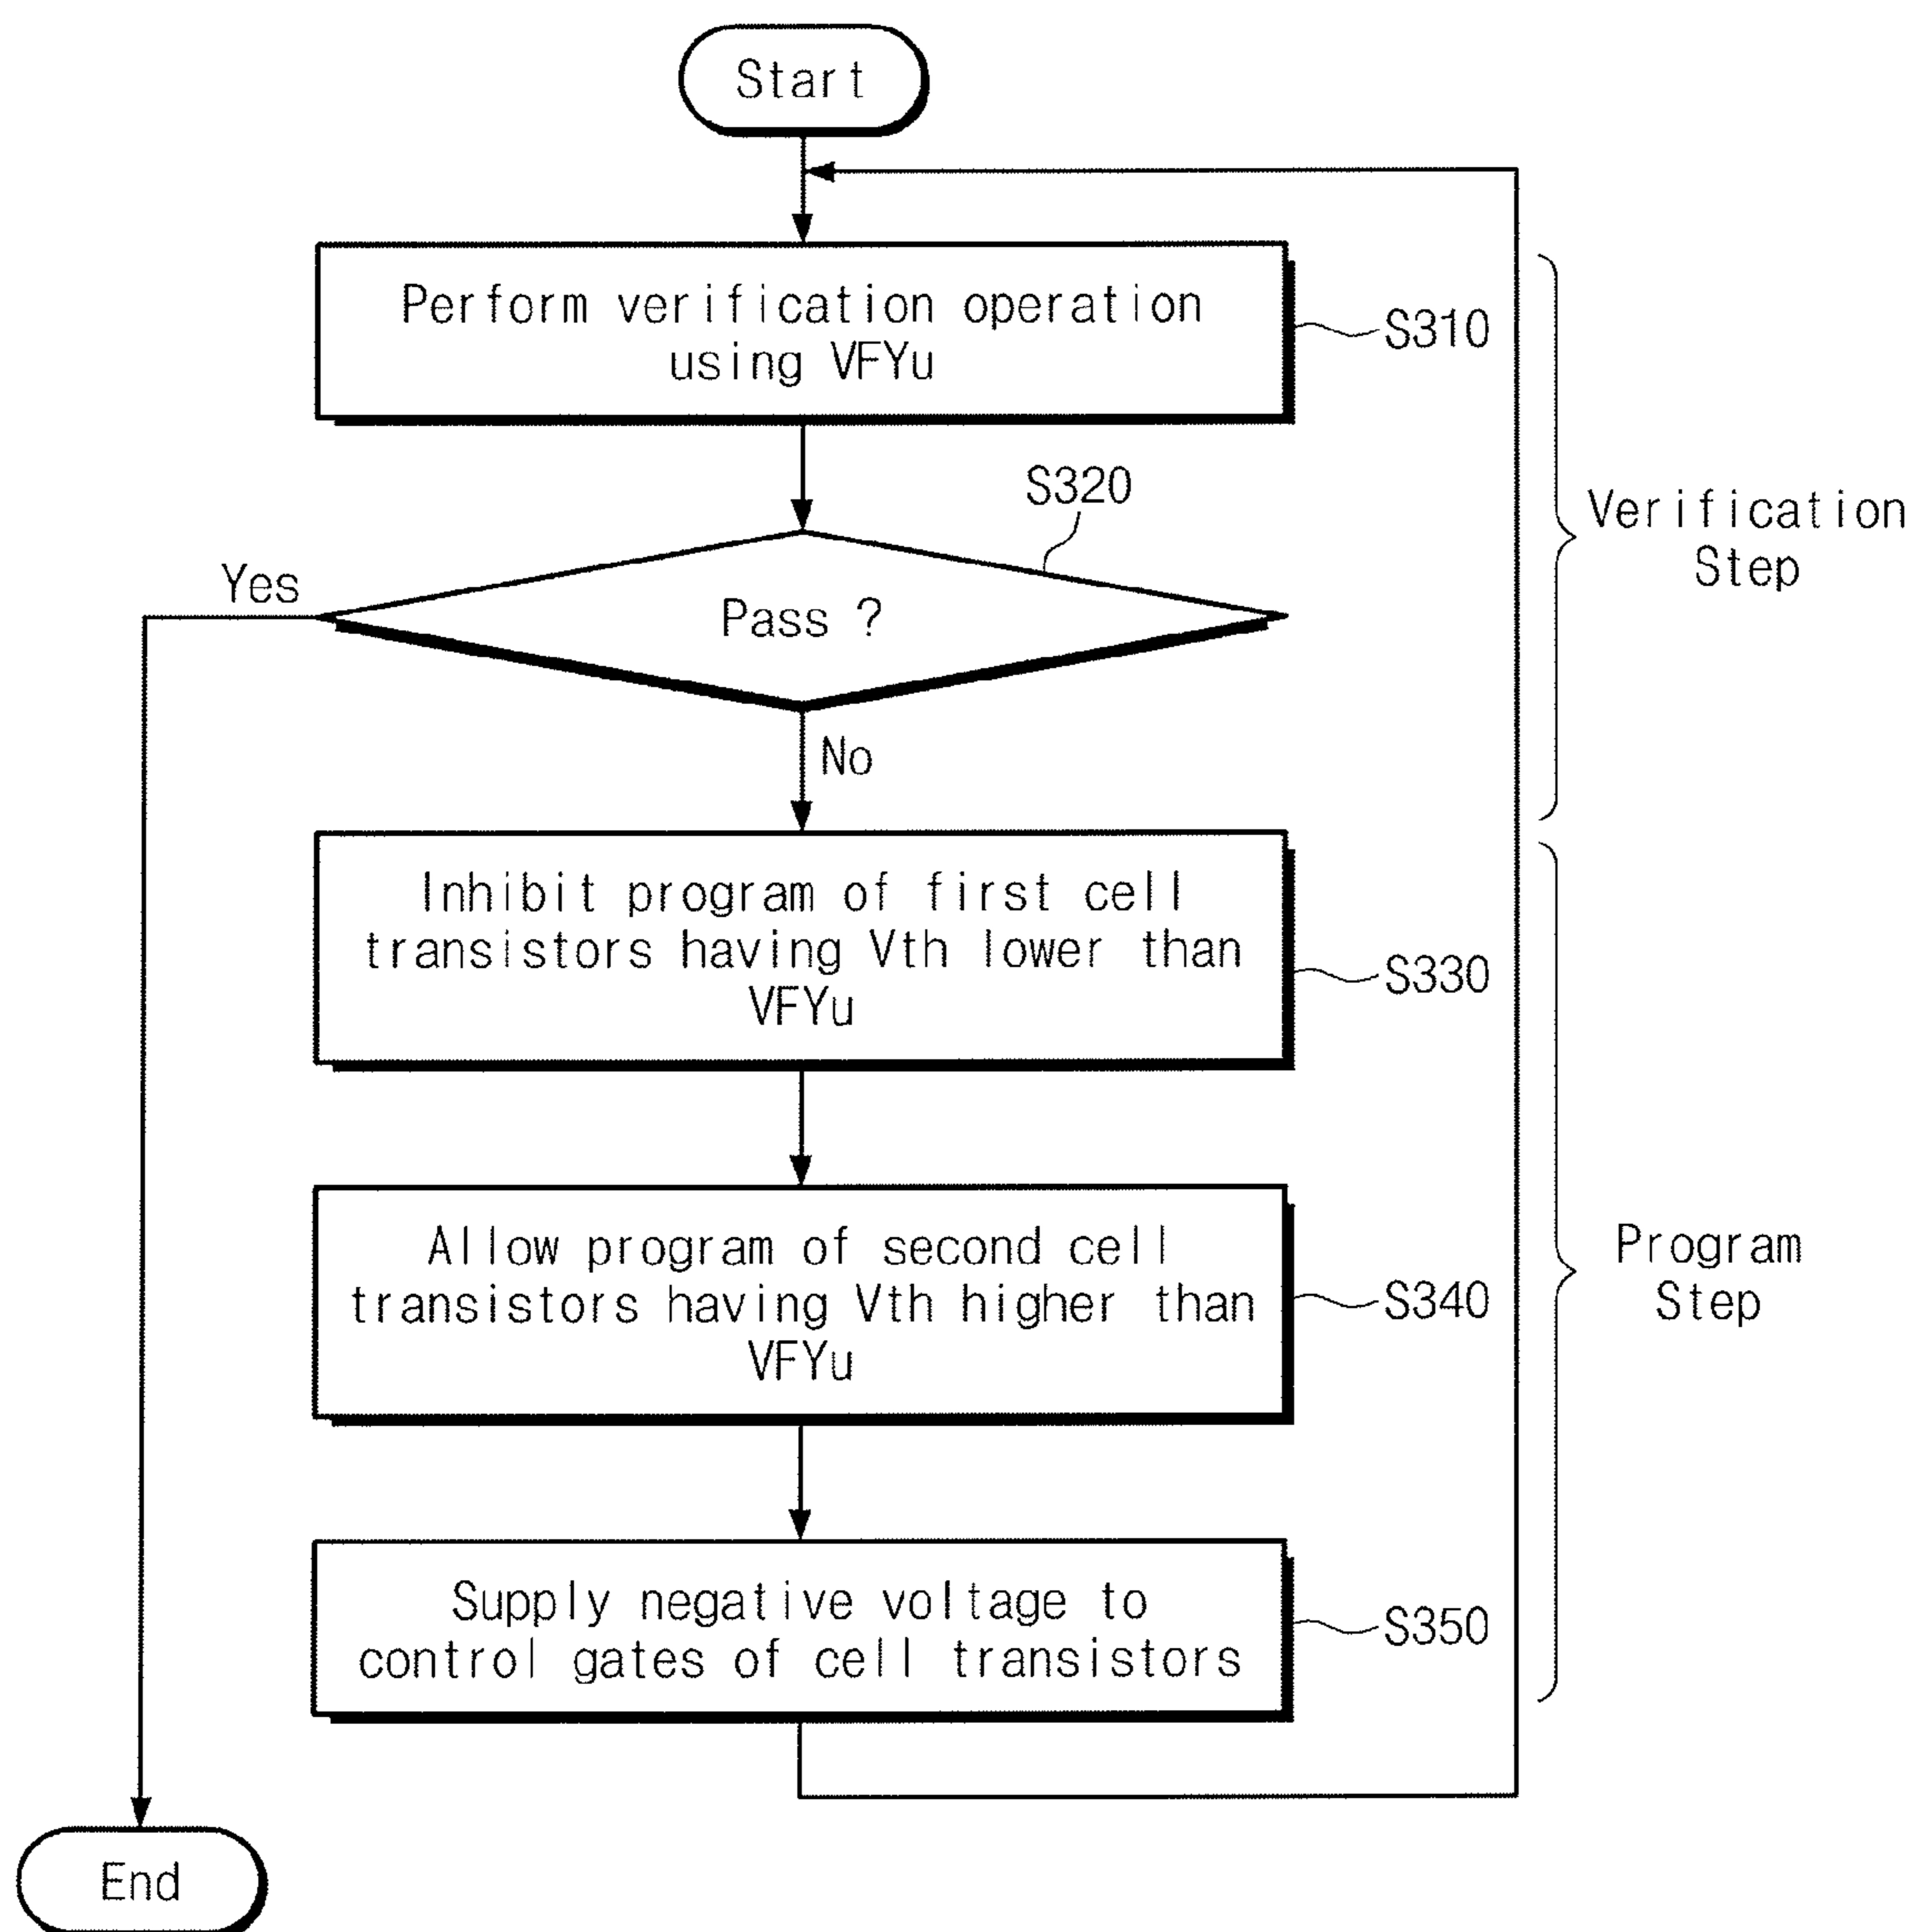 Start
Perform verification operation
using VFYu
S310
S320
Verification
Step
Yes
Pass ?
No
Inhibit program of first cell
transistors having Vth lower than
VFYu
S330
Allow program of second cell
transistors having Vth higher than
VFYu
S340
Program
Step
Supply negative voltage to
control gates of cell transistors
S350
End